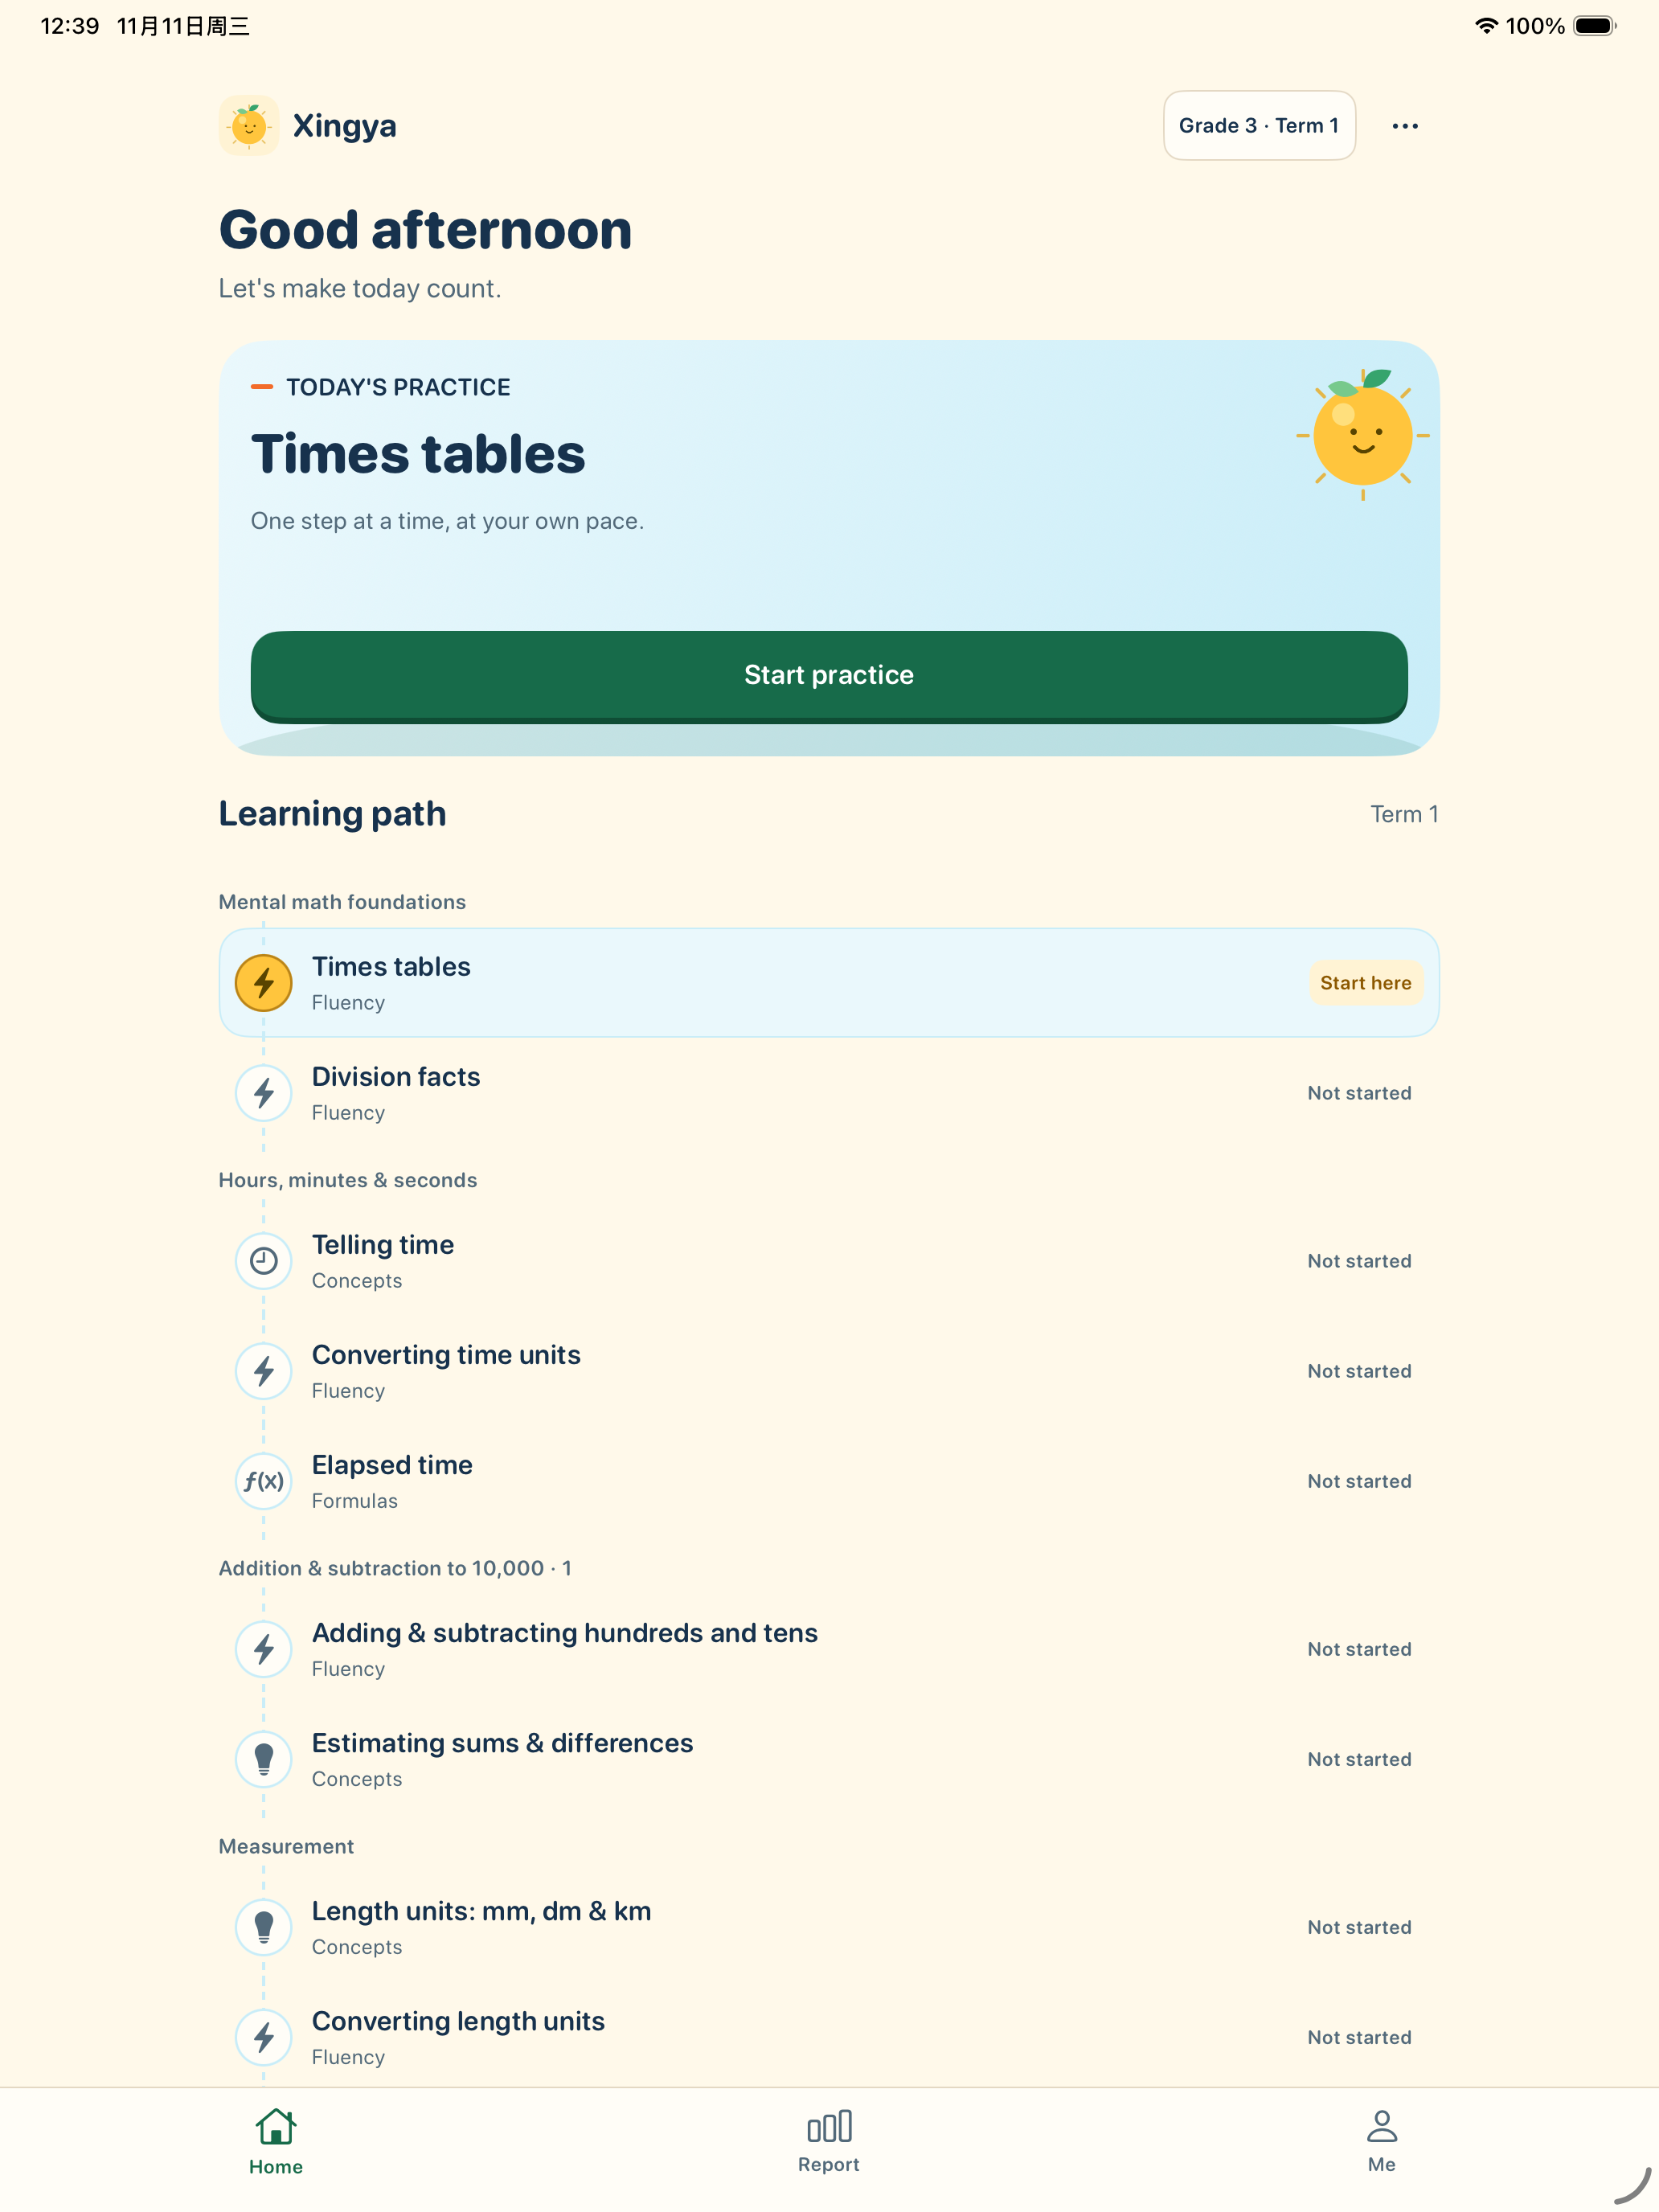 12:39 11月11日周三
100%
Xingya
Grade 3 · Term 1
Good afternoon
Let's make today count.
TODAY'S PRACTICE
Times tables
One step at a time, at your own pace.
Start practice
Learning path
Term 1
Mental math foundations
Times tables
Fluency
Start here
Division facts
Fluency
Not started
Hours, minutes & seconds
Telling time
Concepts
Not started
Converting time units
Fluency
Not started
ƒ(x)
Elapsed time
Formulas
Not started
Addition & subtraction to 10,000 · 1
Adding & subtracting hundreds and tens
Fluency
Not started
Estimating sums & differences
Concepts
Not started
Measurement
Length units: mm, dm & km
Concepts
Not started
Converting length units
Fluency
Not started
Home
Report
Me